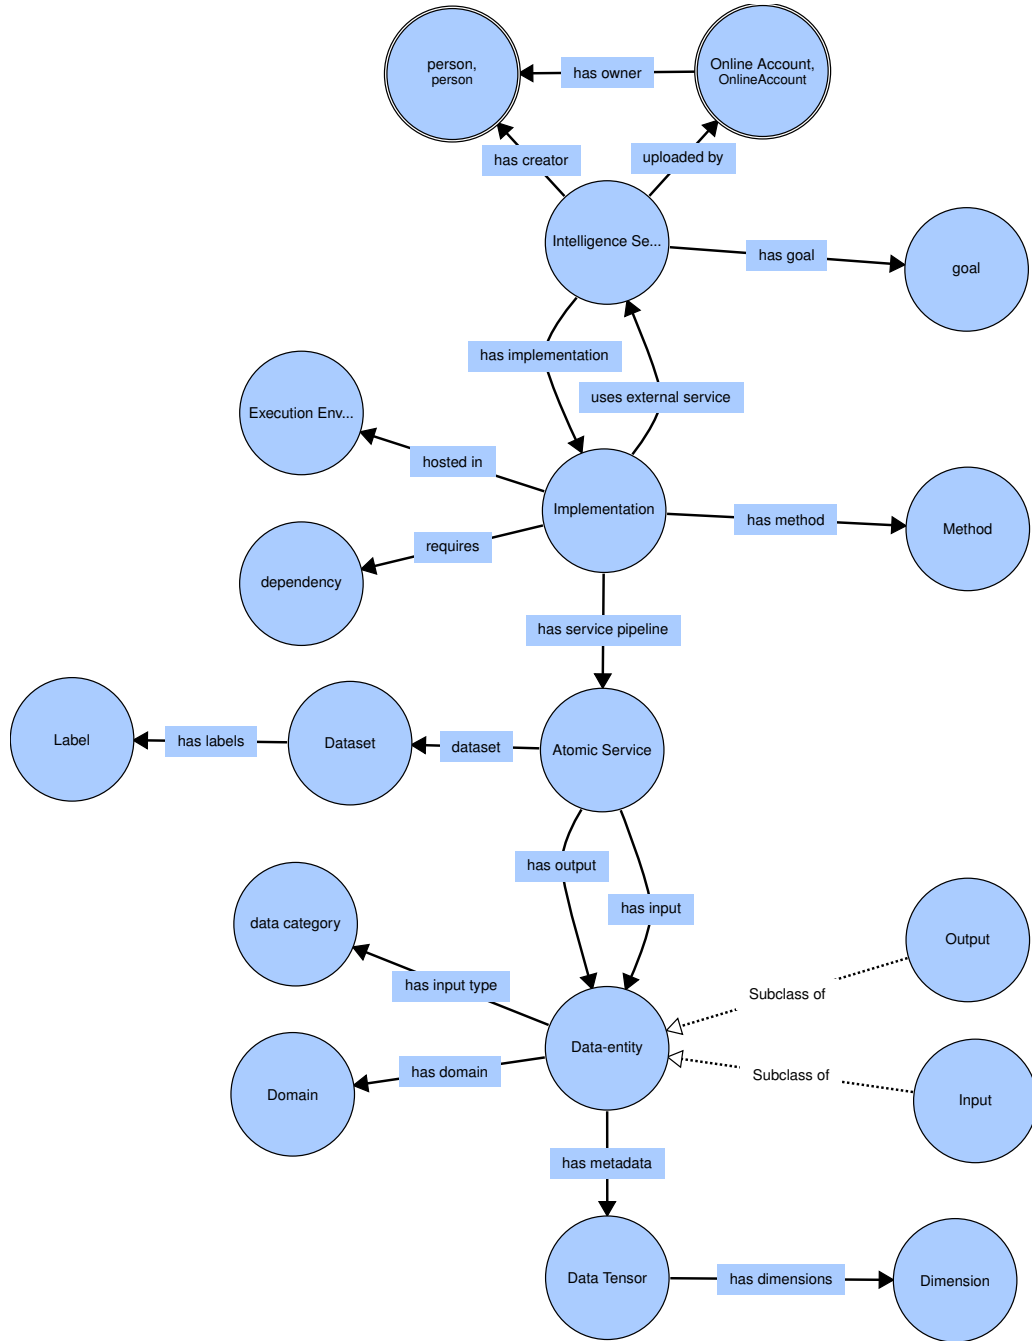 person,
person
has owner
Online Account,
OnlineAccount
has creator
uploaded by
Intelligence Se...
has goal
goal
has implementation
uses external service
Execution Env...
hosted in
Implementation
has method
Method
requires
dependency
has service pipeline
Label
has labels
Dataset
dataset
Atomic Service
has output
has input
data category
has input type
Output
Subclass of
Data-entity
Subclass of
Input
has domain
Domain
has metadata
Data Tensor
has dimensions
Dimension